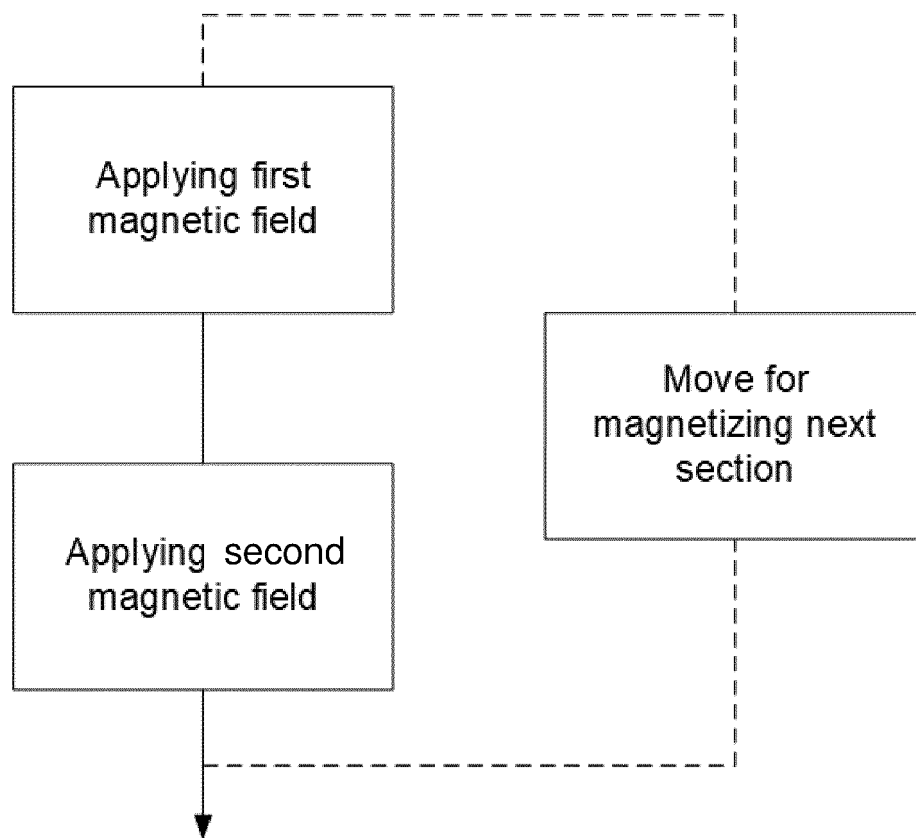 Applying first
magnetic field
Move for
magnetizing next
section
Applying second
magnetic field